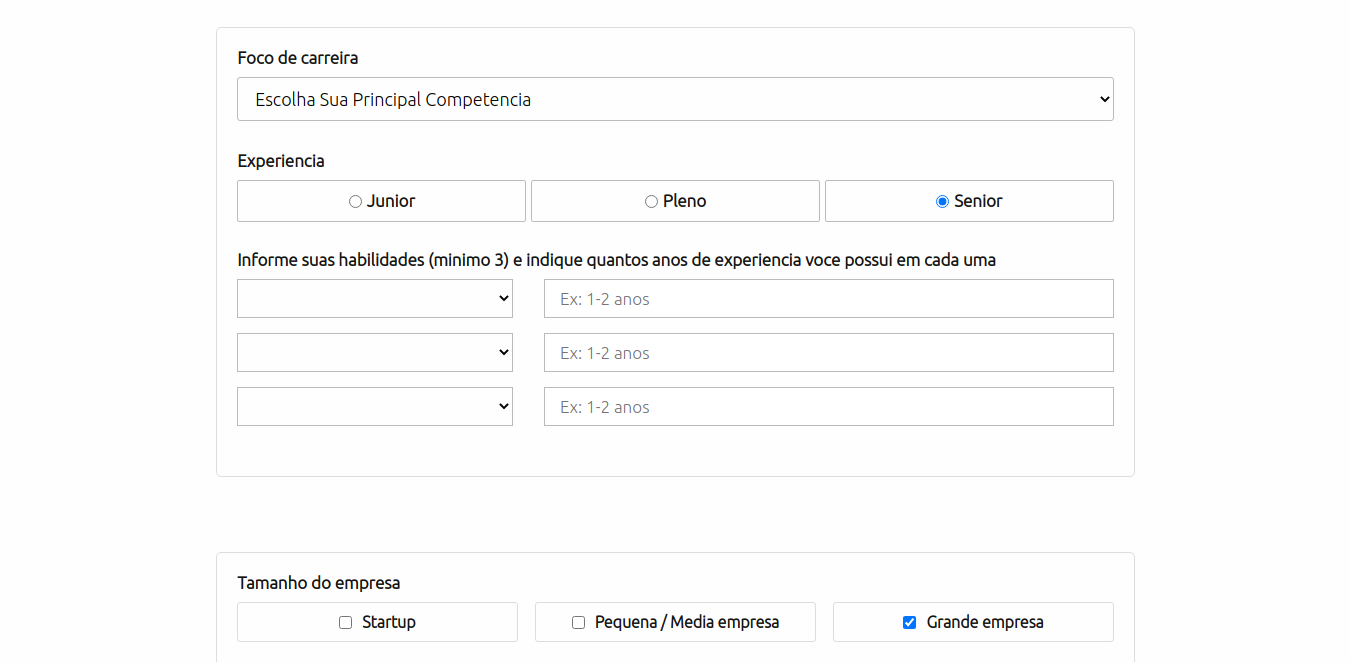 Foco de carreira
Escolha Sua Principal Competencia
Experiencia
Junior Pleno Senior
Informe suas habilidades (minimo 3) e indique quantos anos de experiencia voce possui em cada uma
Ex: 1-2 anos
Ex: 1-2 anos
Ex: 1-2 anos
Tamanho do empresa
Startup Pequena / Media empresa Grande empresa